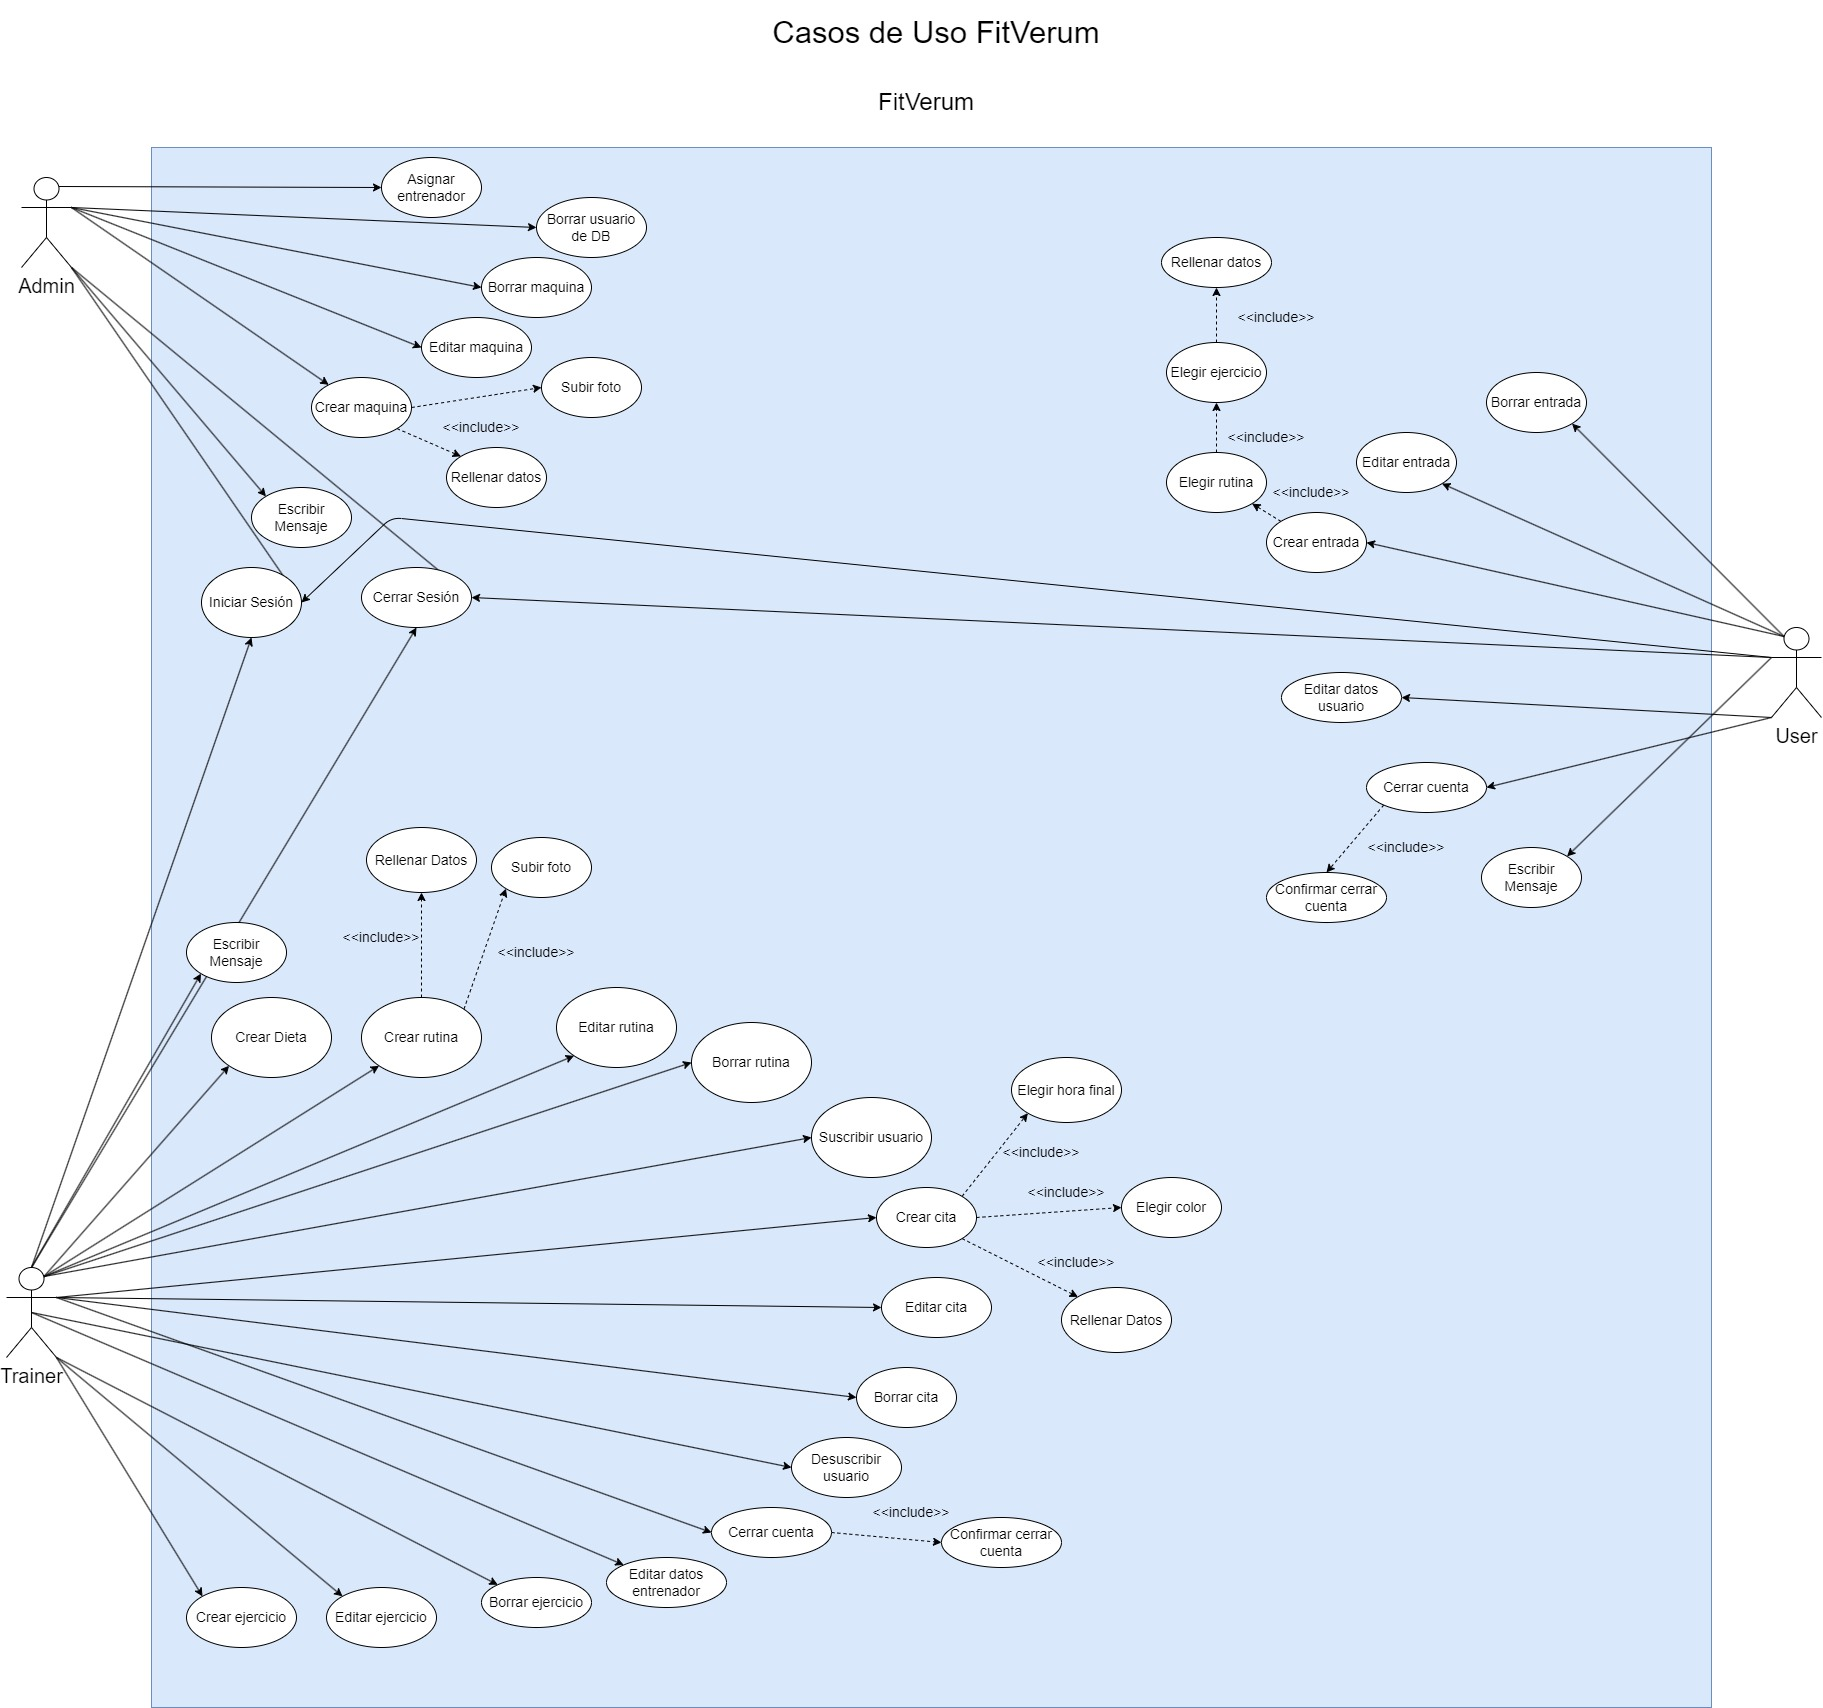 Casos de Uso FitVerum
FitVerum
Admin
Asignar
entrenador
Borrar usuario
de DB
Borrar maquina
Editar maquina
Crear maquina
Subir foto
<<include>>
Rellenar datos
Escribir
Mensaje
Iniciar Sesión
Cerrar Sesión
Rellenar datos
<<include>>
Elegir ejercicio
<<include>>
Elegir rutina
<<include>>
Crear entrada
Editar entrada
Borrar entrada
User
Editar datos
usuario
Cerrar cuenta
<<include>>
Confirmar cerrar
cuenta
Escribir
Mensaje
Rellenar Datos
Subir foto
<<include>>
<<include>>
Escribir
Mensaje
Crear Dieta
Crear rutina
Editar rutina
Borrar rutina
Suscribir usuario
Elegir hora final
<<include>>
Crear cita
<<include>>
Elegir color
<<include>>
Rellenar Datos
Editar cita
Trainer
Borrar cita
Desuscribir
usuario
Cerrar cuenta
<<include>>
Confirmar cerrar
cuenta
Editar datos
entrenador
Borrar ejercicio
Editar ejercicio
Crear ejercicio